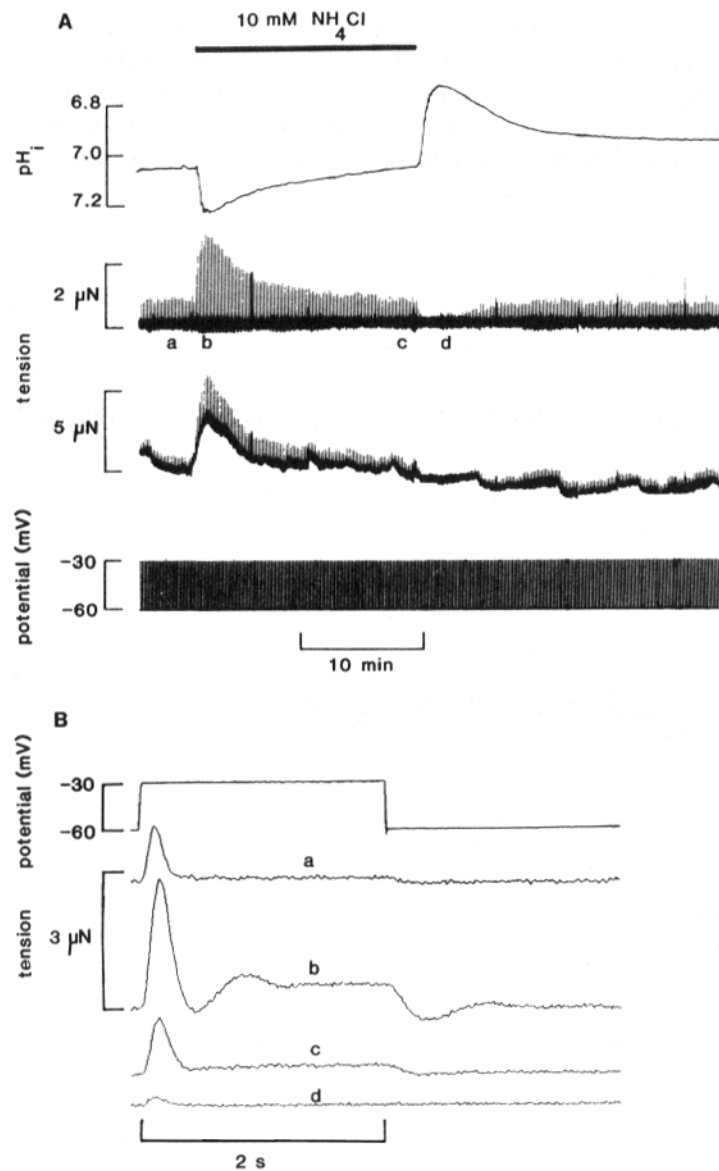 A
10 mM NH4Cl
pHi
6.8
7.0
7.2
tension
2 µN
a b c d
5 µN
potential (mV)
-30
-60
10 min
B
potential (mV)
-30
-60
tension
3 µN
a
b
c
d
2 s